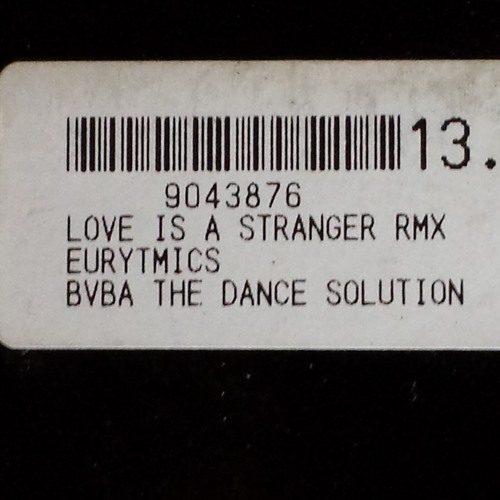 13.
9043876
LOVE IS A STRANGER RMX
EURYTMICS
BVBA THE DANCE SOLUTION